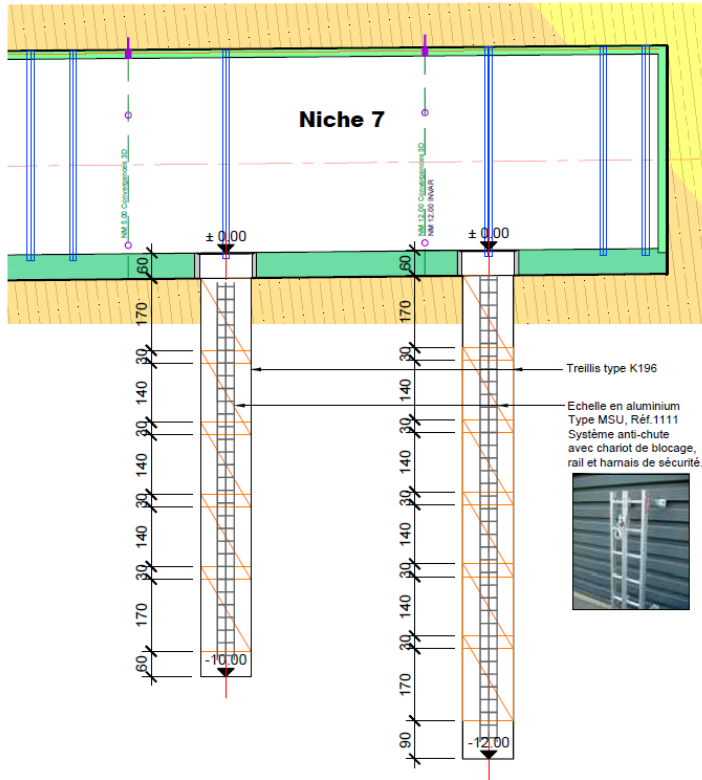 Niche 7
NM 5.00 Convergences 3D
NM 12.00 Convergences 3D
NM 12.00 INVAR
± 0.00
± 0.00
60
170
30
140
30
140
30
140
30
170
60
-10.00
60
170
30
140
30
140
30
140
30
140
30
170
90
-12.00
Treillis type K196
Echelle en aluminium
Type MSU, Réf.1111
Système anti-chute
avec chariot de blocage,
rail et harnais de sécurité.